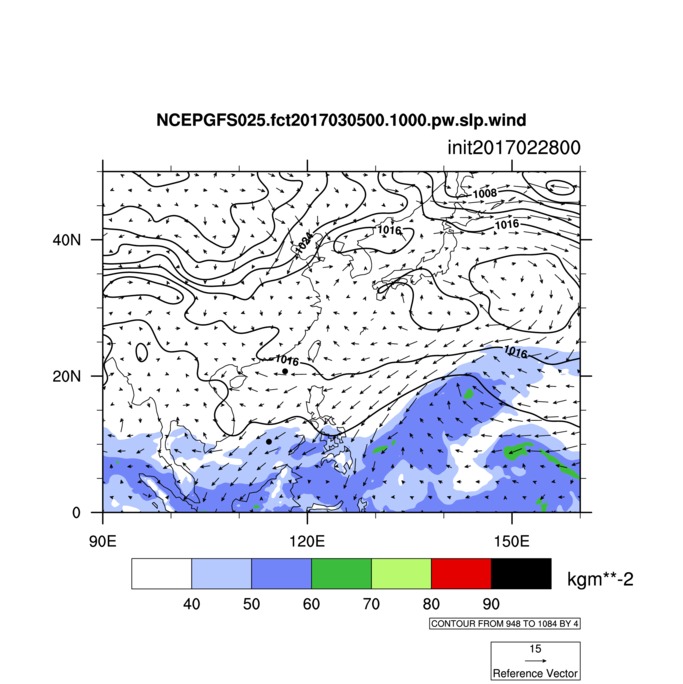 NCEPGFS025.fct2017030500.1000.pw.slp.wind
init2017022800
1008
1016
1016
1024
1016
1016
40N
20N
0
90E 120E 150E
40 50 60 70 80 90
kgm**-2
CONTOUR FROM 948 TO 1084 BY 4
15
Reference Vector